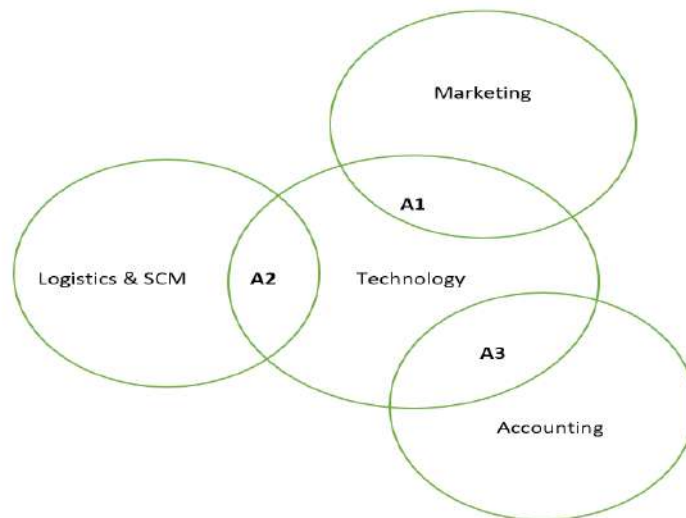 Marketing
A1
Logistics & SCM
A2
Technology
A3
Accounting